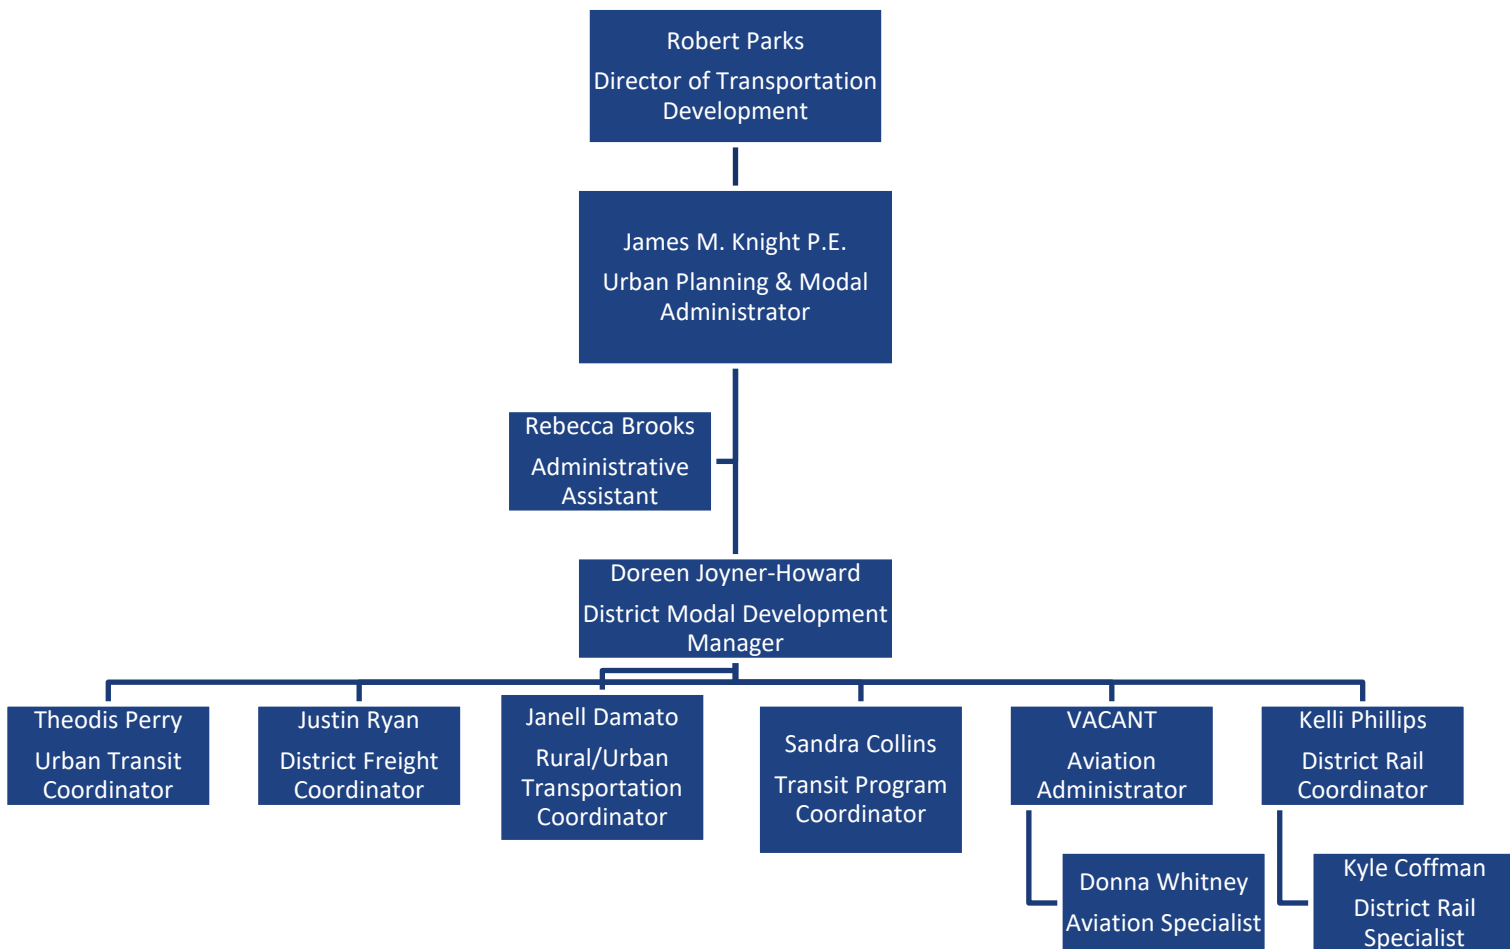 Robert Parks
Director of Transportation
Development
James M. Knight P.E.
Urban Planning & Modal
Administrator
Rebecca Brooks
Administrative
Assistant
Doreen Joyner-Howard
District Modal Development
Manager
Theodis Perry
Urban Transit
Coordinator
Justin Ryan
District Freight
Coordinator
Janell Damato
Rural/Urban
Transportation
Coordinator
Sandra Collins
Transit Program
Coordinator
VACANT
Aviation
Administrator
Kelli Phillips
District Rail
Coordinator
Donna Whitney
Aviation Specialist
Kyle Coffman
District Rail
Specialist